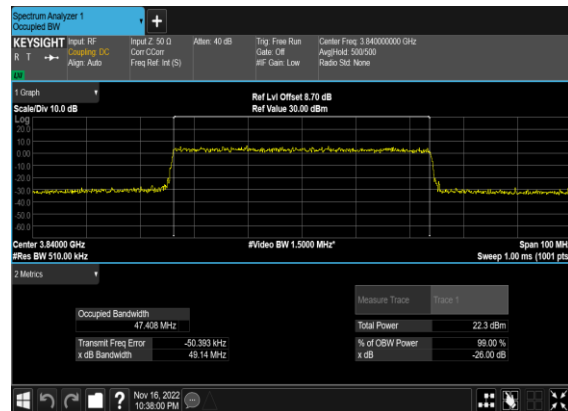 Spectrum Analyzer 1
Occupied BW
+
KEYSIGHT Input: RF Input Z: 50 Ω Atten: 40 dB Trig: Free Run Center Freq: 3.840000000 GHz
R T Coupling: DC Corr CCorr Gate: Off Avg|Hold: 500/500
Align: Auto Freq Ref: Int (S) #IF Gain: Low Radio Std: None
1 Graph
Scale/Div 10.0 dB
Ref Lvl Offset 8.70 dB
Ref Value 30.00 dBm
Log
20.0
10.0
0.00
-10.0
-20.0
-30.0
-40.0
-50.0
-60.0
Center 3.84000 GHz #Video BW 1.5000 MHz* Span 100 MH
#Res BW 510.00 kHz Sweep 1.00 ms (1001 pts
2 Metrics
Measure Trace Trace 1
Occupied Bandwidth
47.408 MHz
Total Power 22.3 dBm
Transmit Freq Error -50.393 kHz
% of OBW Power 99.00 %
x dB Bandwidth 49.14 MHz
x dB -26.00 dB
?
Nov 16, 2022
10:38:00 PM